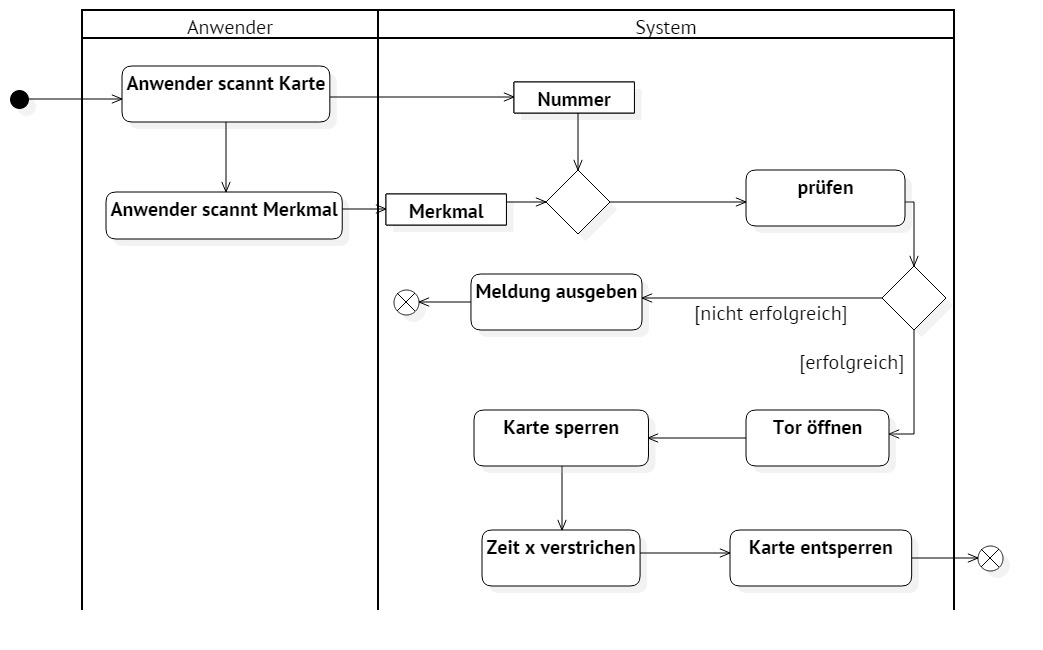 Anwender
System
Anwender scannt Karte
Nummer
Anwender scannt Merkmal
Merkmal
prüfen
Meldung ausgeben
[nicht erfolgreich]
[erfolgreich]
Karte sperren
Tor öffnen
Zeit x verstrichen
Karte entsperren